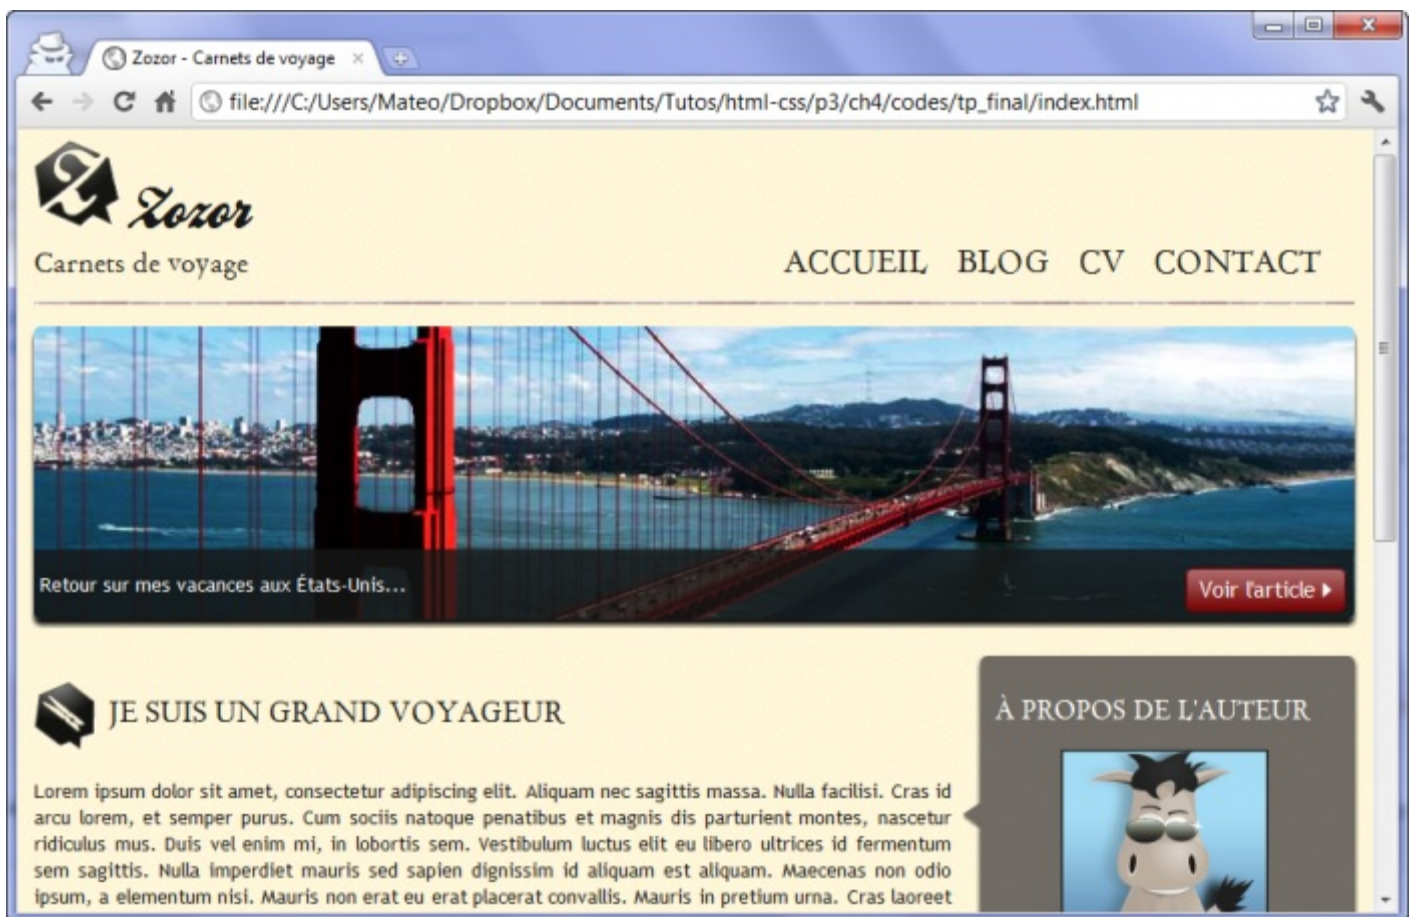 Zozor - Carnets de voyage
file:///C:/Users/Mateo/Dropbox/Documents/Tutos/html-css/p3/ch4/codes/tp_final/index.html
Zozor
Carnets de voyage
ACCUEIL BLOG CV CONTACT
Retour sur mes vacances aux États-Unis...
Voir l'article
JE SUIS UN GRAND VOYAGEUR
Lorem ipsum dolor sit amet, consectetur adipiscing elit. Aliquam nec sagittis massa. Nulla facilisi. Cras id
arcu lorem, et semper purus. Cum sociis natoque penatibus et magnis dis parturient montes, nascetur
ridiculus mus. Duis vel enim mi, in lobortis sem. Vestibulum luctus elit eu libero ultrices id fermentum
sem sagittis. Nulla imperdiet mauris sed sapien dignissim id aliquam est aliquam. Maecenas non odio
ipsum, a elementum nisi. Mauris non erat eu erat placerat convallis. Mauris in pretium urna. Cras laoreet
À PROPOS DE L'AUTEUR